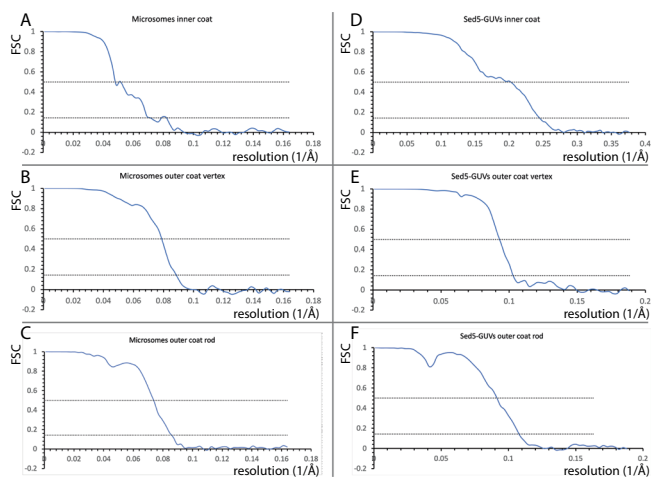 A
Microsomes inner coat
FSC
1
0.8
0.6
0.4
0.2
0
-0.2
0 0.02 0.04 0.06 0.08 0.1 0.12 0.14 0.16 0.18
resolution (1/Å)
D
Sed5-GUVs inner coat
FSC
1
0.8
0.6
0.4
0.2
0
-0.2
0 0.05 0.1 0.15 0.2 0.25 0.3 0.35 0.4
resolution (1/Å)
B
Microsomes outer coat vertex
FSC
1
0.8
0.6
0.4
0.2
0
-0.2
0 0.02 0.04 0.06 0.08 0.1 0.12 0.14 0.16 0.18
resolution (1/Å)
E
Sed5-GUVs outer coat vertex
FSC
1
0.8
0.6
0.4
0.2
0
-0.2
0 0.05 0.1 0.15 0.2
resolution (1/Å)
C
Microsomes outer coat rod
FSC
1
0.8
0.6
0.4
0.2
0
-0.2
0 0.02 0.04 0.06 0.08 0.1 0.12 0.14 0.16 0.18
resolution (1/Å)
F
Sed5-GUVs outer coat rod
FSC
1
0.8
0.6
0.4
0.2
0
-0.2
0 0.05 0.1 0.15 0.2
resolution (1/Å)